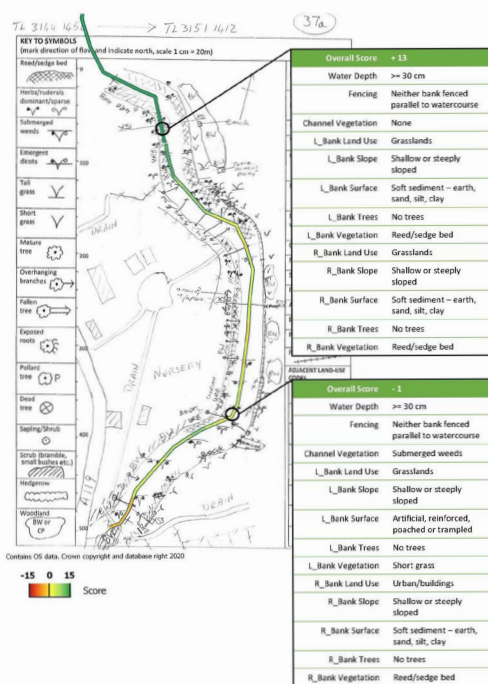 TL 3144 1450 → TL 3151 1412
37a
KEY TO SYMBOLS
(mark direction of flow and indicate north, scale 1 cm = 20m)
Reed/sedge bed
Herbs/ruderals
dominant/sparse
Submerged
weeds
Emergent
dicots
Tall
grass
Short
grass
Mature
tree
Overhanging
branches
Fallen
tree
Exposed
roots
Pollard
tree
P
Dead
tree
Sapling/Shrub
Scrub (bramble,
small bushes etc.)
Hedgerow
Woodland
BW or
CP
0
100
200
300
400
500
DRAIN
DRAIN
NURSERY
DRAIN
A1119
ADJACENT LAND-USE
CODES
Overall Score + 13
Water Depth >= 30 cm
Fencing Neither bank fenced
parallel to watercourse
Channel Vegetation None
L_Bank Land Use Grasslands
L_Bank Slope Shallow or steeply
sloped
L_Bank Surface Soft sediment – earth,
sand, silt, clay
L_Bank Trees No trees
L_Bank Vegetation Reed/sedge bed
R_Bank Land Use Grasslands
R_Bank Slope Shallow or steeply
sloped
R_Bank Surface Soft sediment – earth,
sand, silt, clay
R_Bank Trees No trees
R_Bank Vegetation Reed/sedge bed
Overall Score - 1
Water Depth >= 30 cm
Fencing Neither bank fenced
parallel to watercourse
Channel Vegetation Submerged weeds
L_Bank Land Use Grasslands
L_Bank Slope Shallow or steeply
sloped
L_Bank Surface Artificial, reinforced,
poached or trampled
L_Bank Trees No trees
L_Bank Vegetation Short grass
R_Bank Land Use Urban/buildings
R_Bank Slope Shallow or steeply
sloped
R_Bank Surface Soft sediment – earth,
sand, silt, clay
R_Bank Trees No trees
R_Bank Vegetation Reed/sedge bed
Contains OS data. Crown copyright and database right 2020
-15 0 15
Score